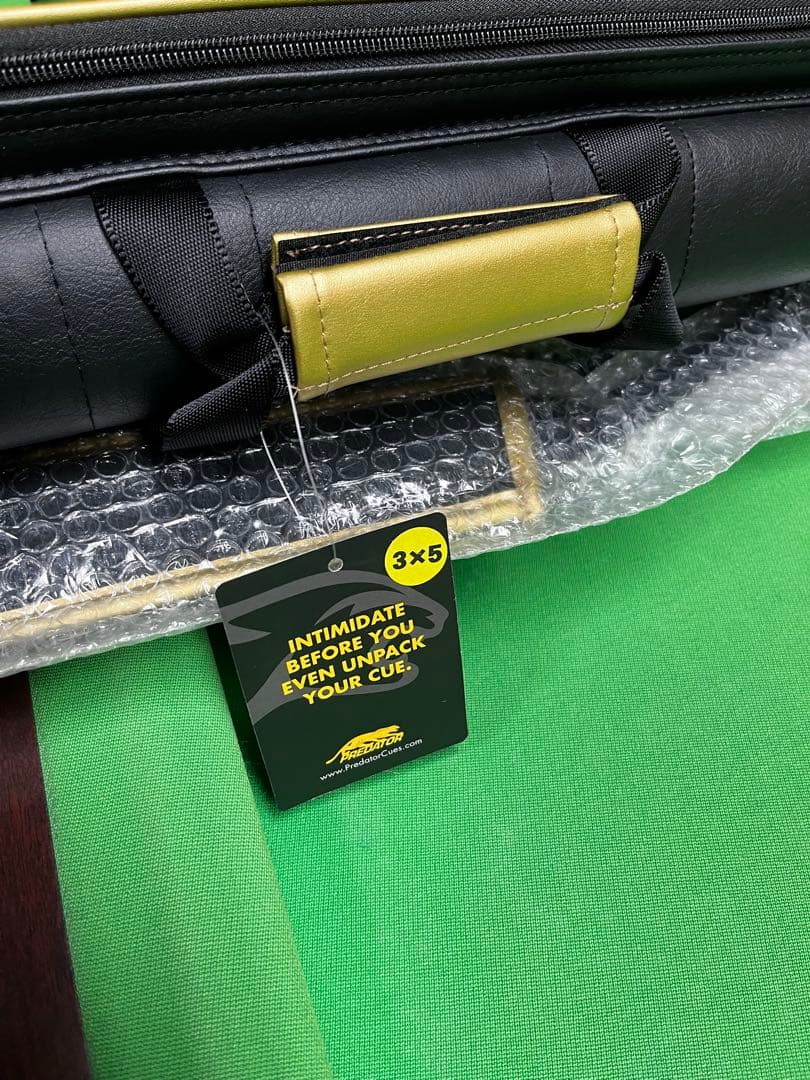 3×5
INTIMIDATE
BEFORE YOU
EVEN UNPACK
YOUR CUE.
PREDATOR
www.PredatorCues.com